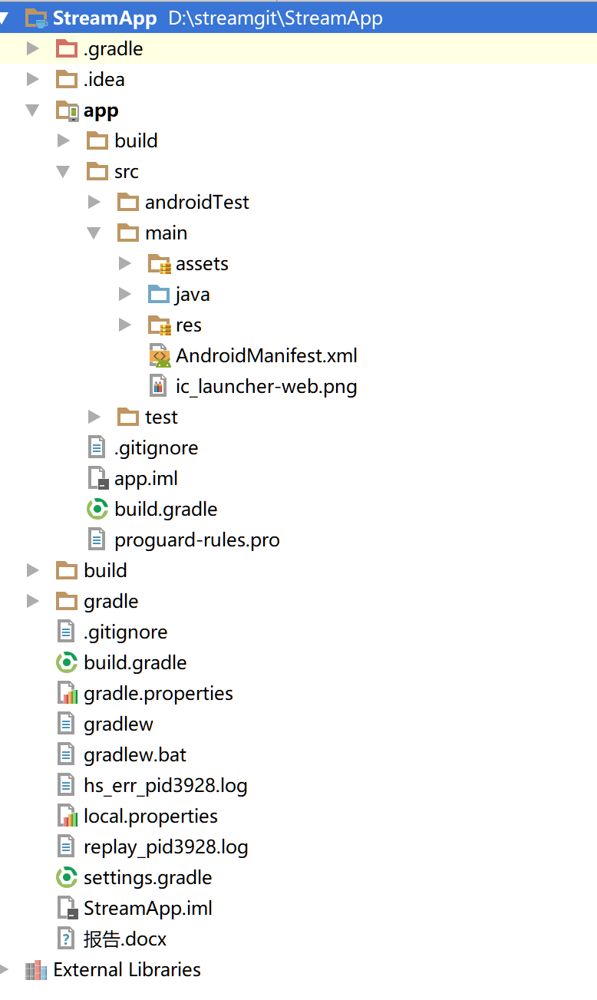 StreamApp D:\streamgit\StreamApp
.gradle
.idea
app
build
src
androidTest
main
assets
java
res
AndroidManifest.xml
ic_launcher-web.png
test
.gitignore
app.iml
build.gradle
proguard-rules.pro
build
gradle
.gitignore
build.gradle
gradle.properties
gradlew
gradlew.bat
hs_err_pid3928.log
local.properties
replay_pid3928.log
settings.gradle
StreamApp.iml
报告.docx
External Libraries